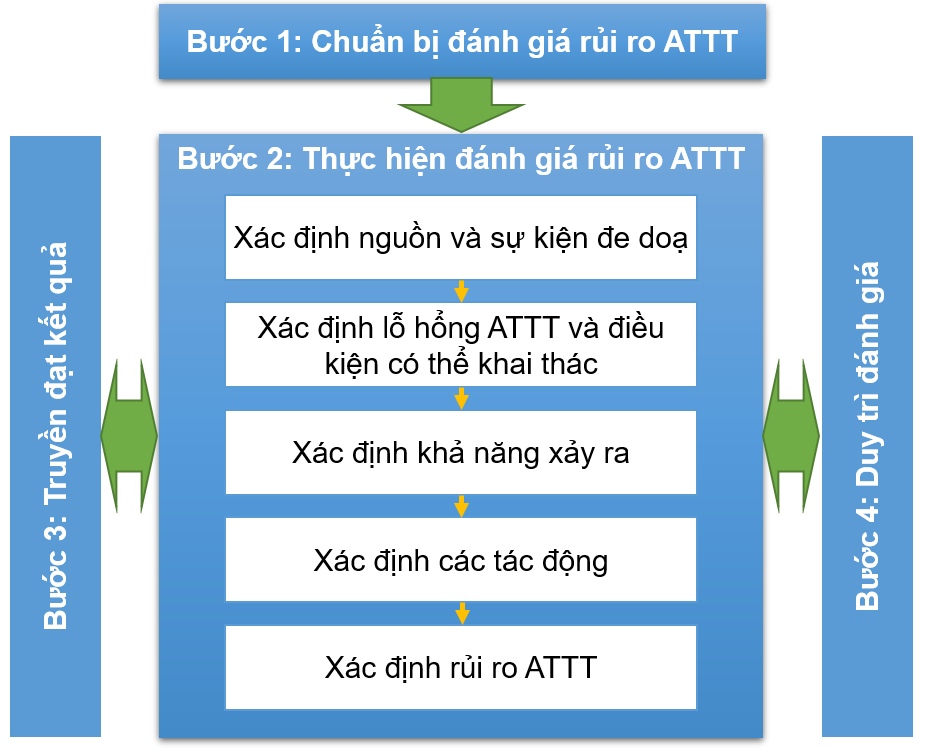 Bước 1: Chuẩn bị đánh giá rủi ro ATTT
Bước 2: Thực hiện đánh giá rủi ro ATTT
Xác định nguồn và sự kiện đe doạ
Xác định lỗ hổng ATTT và điều
kiện có thể khai thác
Xác định khả năng xảy ra
Xác định các tác động
Xác định rủi ro ATTT
Bước 3: Truyền đạt kết quả
Bước 4: Duy trì đánh giá